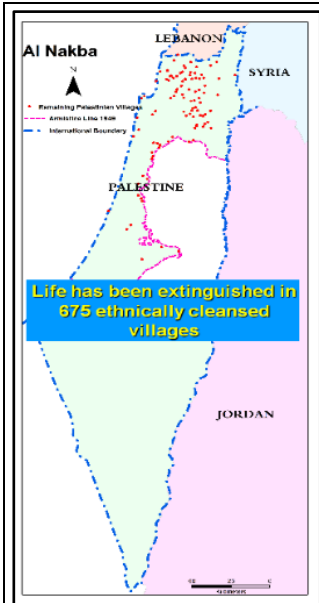 Al Nakba
LEBANON
N
SYRIA
Remaining Palestinian Villages
Armistice Line 1949
International Boundary
PALESTINE
Life has been extinguished in
675 ethnically cleansed
villages
JORDAN